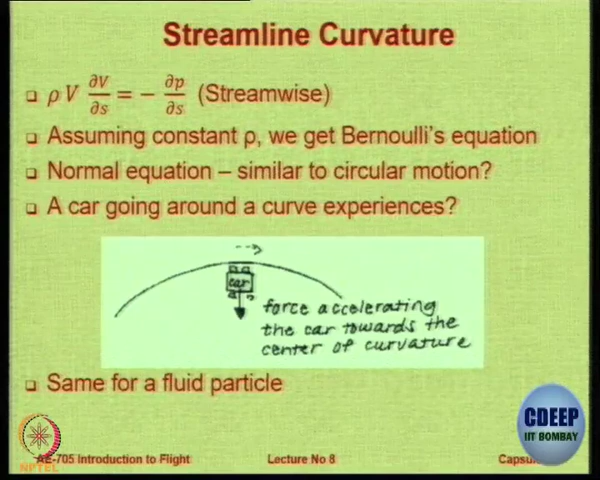 Streamline Curvature
ρ V ∂V/∂s = − ∂p/∂s (Streamwise)
Assuming constant ρ, we get Bernoulli's equation
Normal equation – similar to circular motion?
A car going around a curve experiences?
car
force accelerating
the car towards the
center of curvature
Same for a fluid particle
CDEEP
IIT BOMBAY
NPTEL
AE-705 Introduction to Flight
Lecture No 8